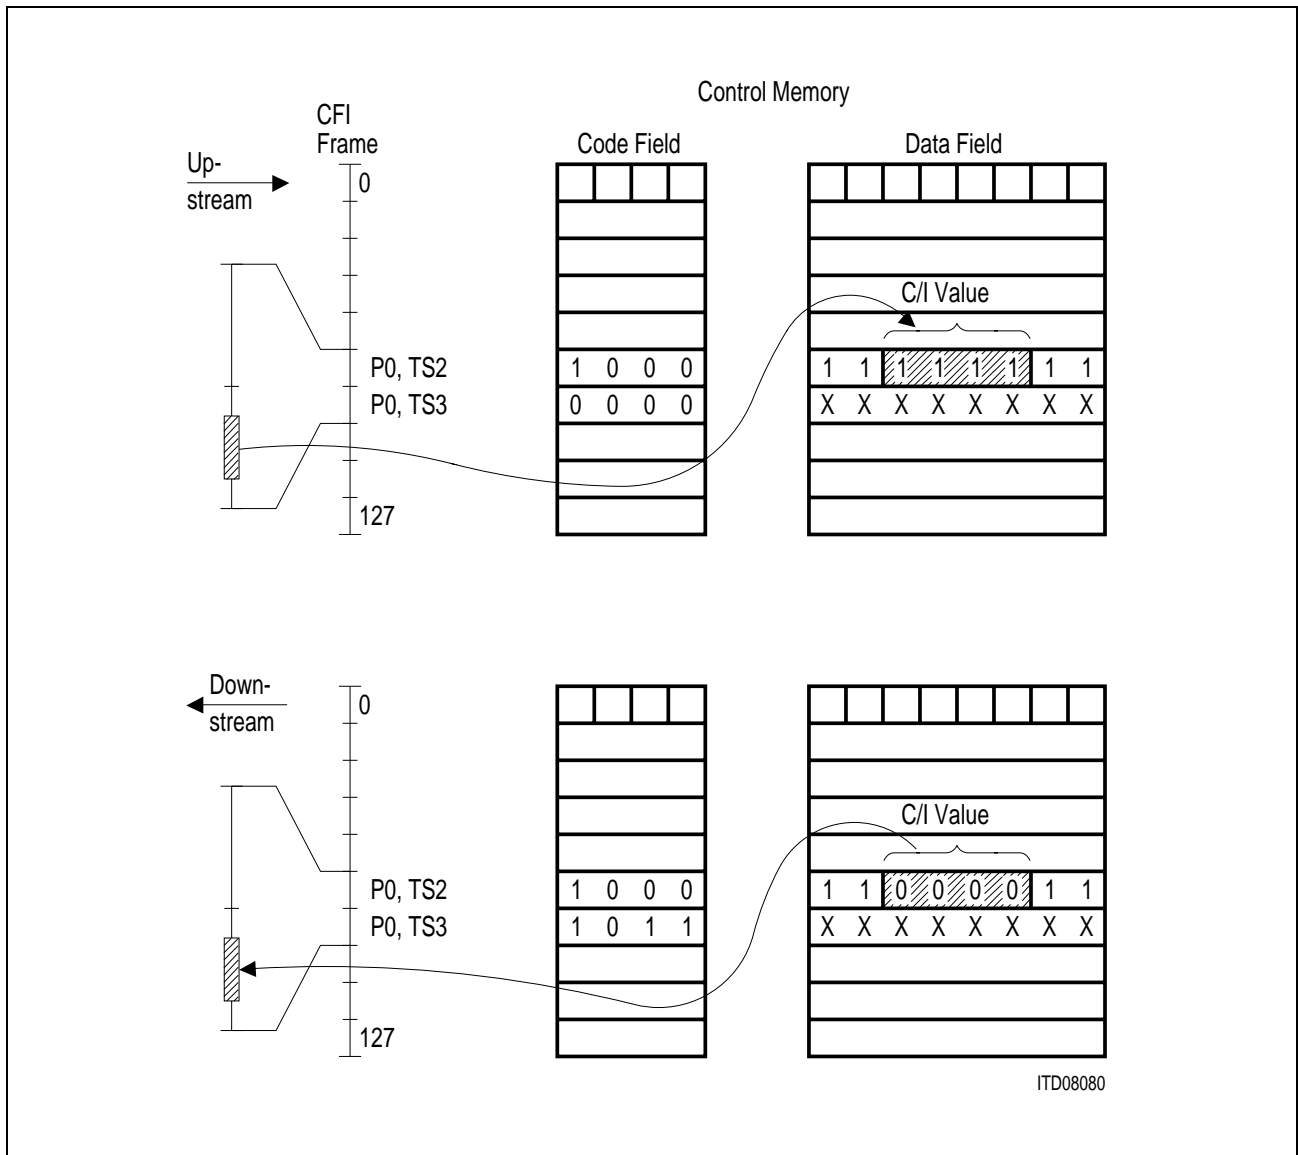 Control Memory
CFI
Frame
Code Field
Data Field
Up-
stream
0
C/I Value
P0, TS2
1 0 0 0
1 1 1 1 1 1 1 1
P0, TS3
0 0 0 0
X X X X X X X X
127
Down-
stream
0
C/I Value
P0, TS2
1 0 0 0
1 1 0 0 0 0 1 1
P0, TS3
1 0 1 1
X X X X X X X X
127
ITD08080